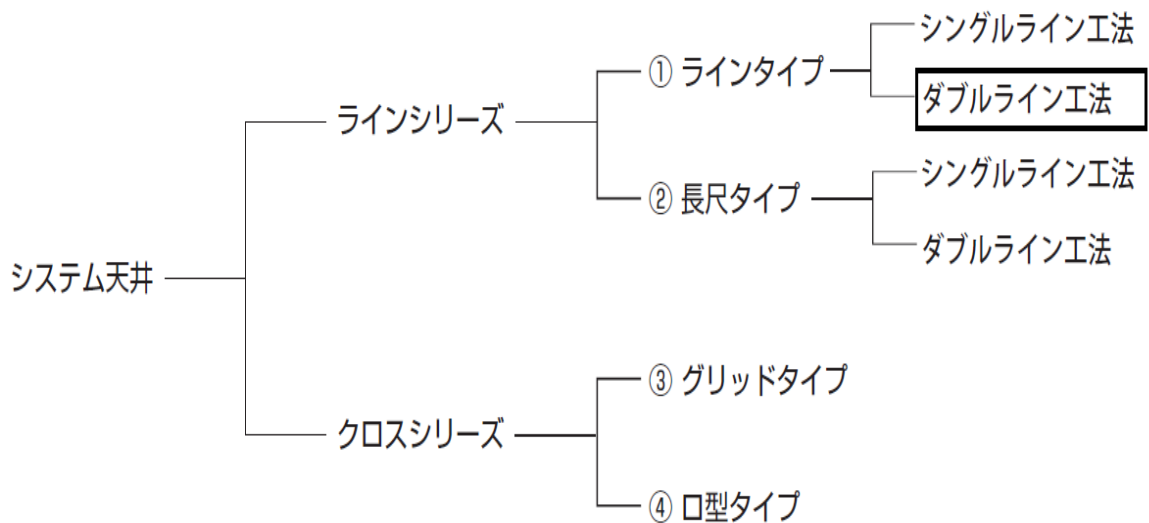 システム天井
ラインシリーズ
① ラインタイプ
シングルライン工法
ダブルライン工法
② 長尺タイプ
シングルライン工法
ダブルライン工法
クロスシリーズ
③ グリッドタイプ
④ ロ型タイプ